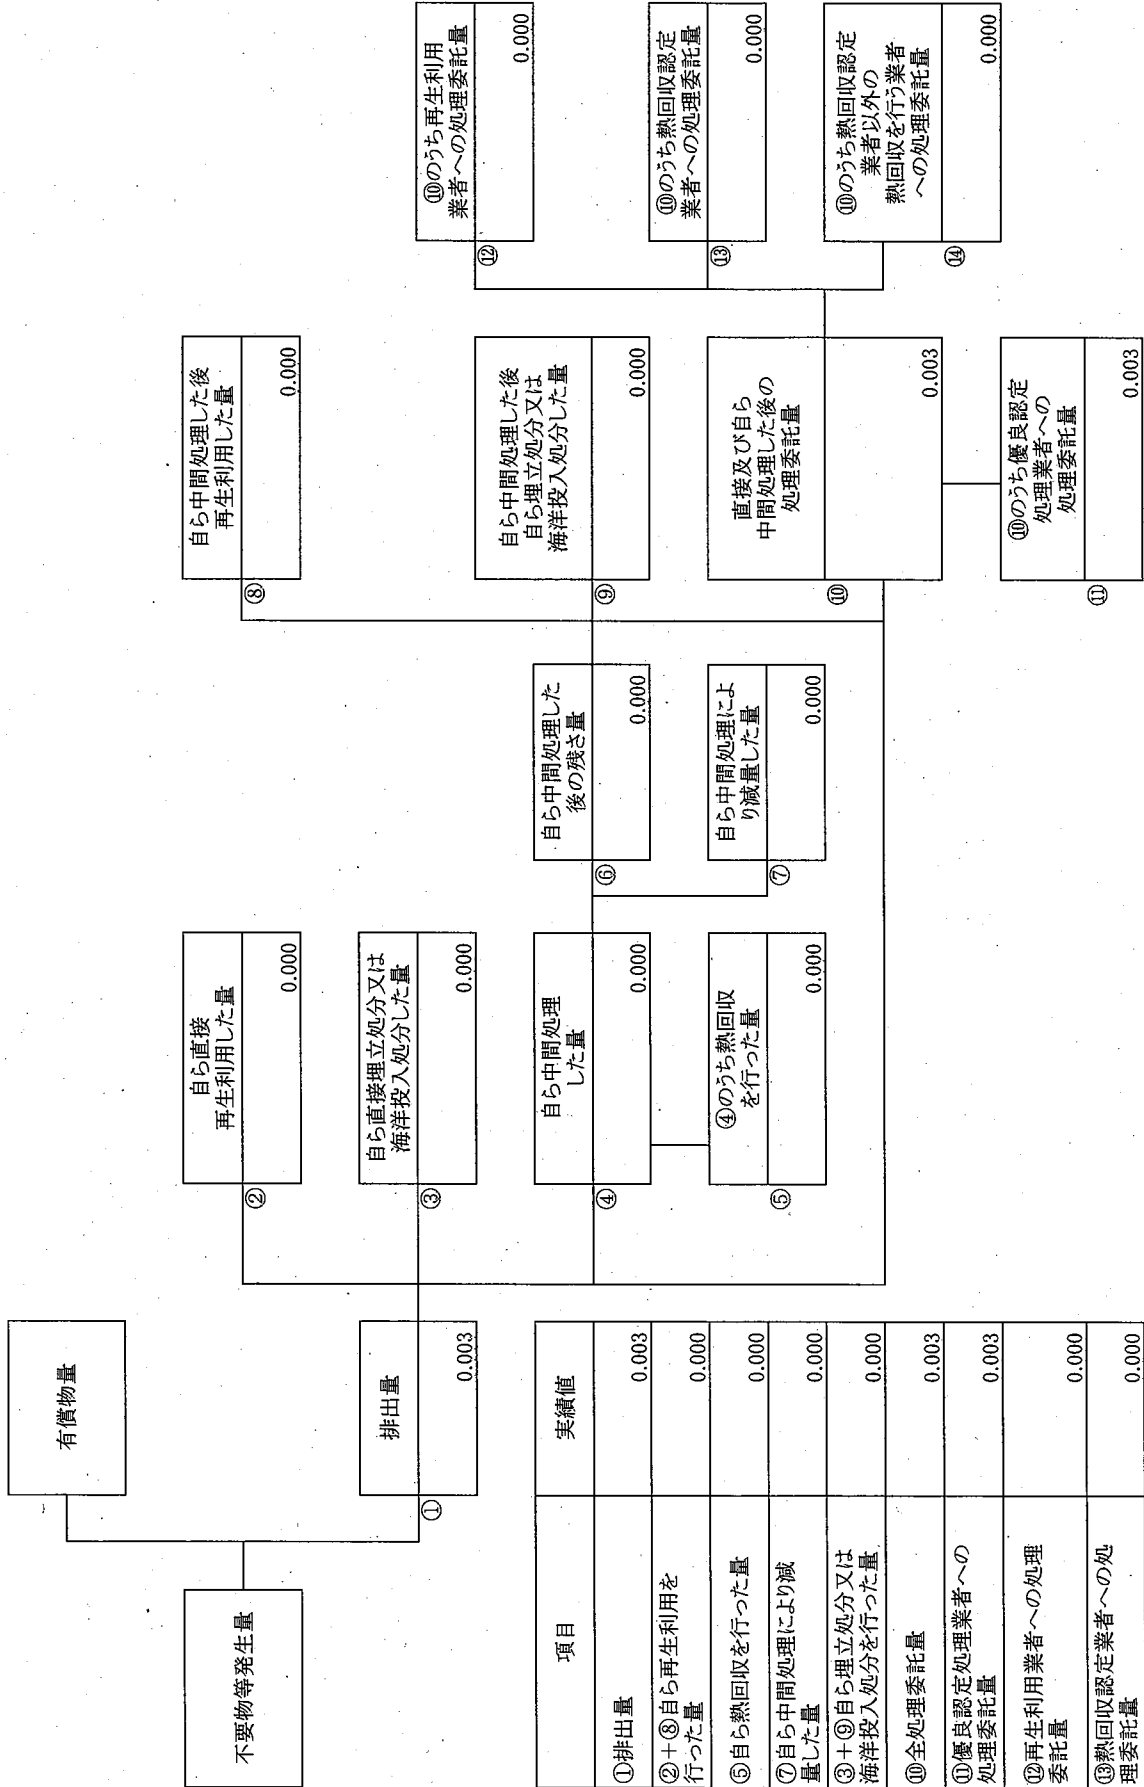 不要物等発生量
有償物量
排出量
①
0.003
自ら直接
再生利用した量
②
0.000
自ら直接埋立処分又は
海洋投入処分した量
③
0.000
自ら中間処理
した量
④
0.000
④のうち熱回収
を行った量
⑤
0.000
自ら中間処理した
後の残さ量
⑥
0.000
自ら中間処理によ
り減量した量
⑦
0.000
自ら中間処理した後
再生利用した量
⑧
0.000
自ら中間処理した後
自ら埋立処分又は
海洋投入処分した量
⑨
0.000
直接及び自ら
中間処理した後の
処理委託量
⑩
0.003
⑩のうち優良認定
処理業者への
処理委託量
⑪
0.003
⑩のうち再生利用
業者への処理委託量
⑫
0.000
⑩のうち熱回収認定
業者への処理委託量
⑬
0.000
⑩のうち熱回収認定
業者以外の
熱回収を行う業者
への処理委託量
⑭
0.000
項目 実績値
①排出量 0.003
②+⑧自ら再生利用を
行った量 0.000
⑤自ら熱回収を行った量 0.000
⑦自ら中間処理により減
量した量 0.000
③+⑨自ら埋立処分又は
海洋投入処分を行った量 0.000
⑩全処理委託量 0.003
⑪優良認定処理業者への
処理委託量 0.003
⑫再生利用業者への処理
委託量 0.000
⑬熱回収認定業者への処
理委託量 0.000